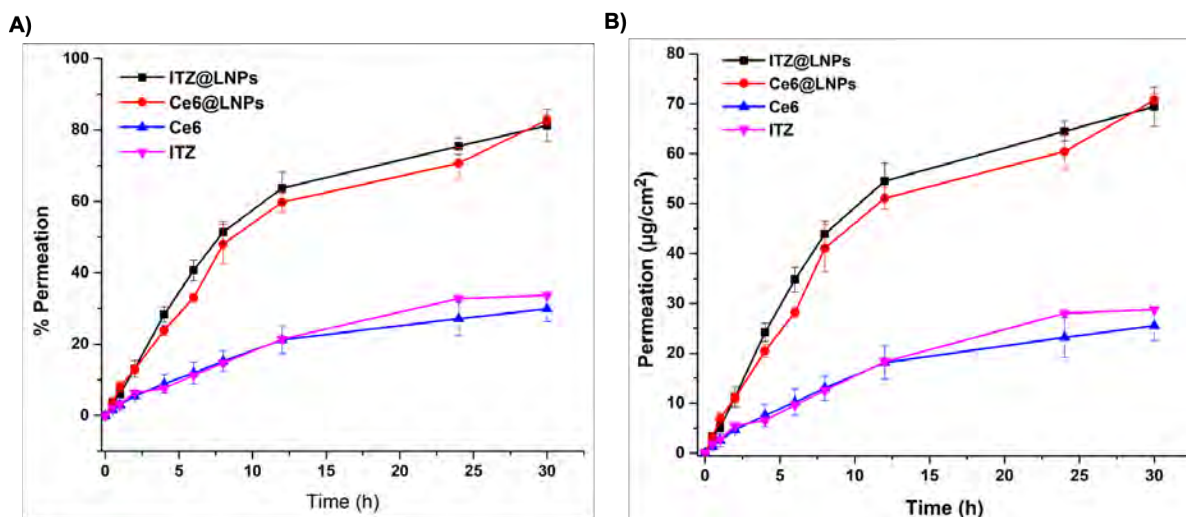 A)
100
80
60
40
20
0
% Permeation
ITZ@LNPs
Ce6@LNPs
Ce6
ITZ
0 5 10 15 20 25 30
Time (h)
B)
80
70
60
50
40
30
20
10
0
Permeation (µg/cm²)
ITZ@LNPs
Ce6@LNPs
Ce6
ITZ
0 5 10 15 20 25 30
Time (h)